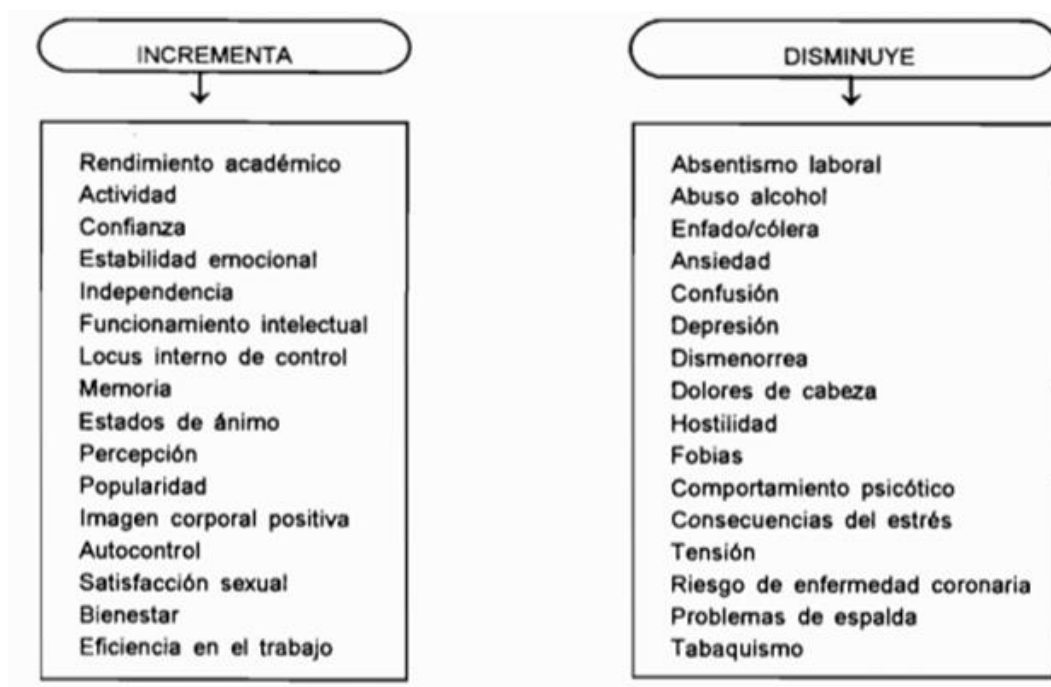 INCREMENTA
Rendimiento académico
Actividad
Confianza
Estabilidad emocional
Independencia
Funcionamiento intelectual
Locus interno de control
Memoria
Estados de ánimo
Percepción
Popularidad
Imagen corporal positiva
Autocontrol
Satisfacción sexual
Bienestar
Eficiencia en el trabajo
DISMINUYE
Absentismo laboral
Abuso alcohol
Enfado/cólera
Ansiedad
Confusión
Depresión
Dismenorrea
Dolores de cabeza
Hostilidad
Fobias
Comportamiento psicótico
Consecuencias del estrés
Tensión
Riesgo de enfermedad coronaria
Problemas de espalda
Tabaquismo